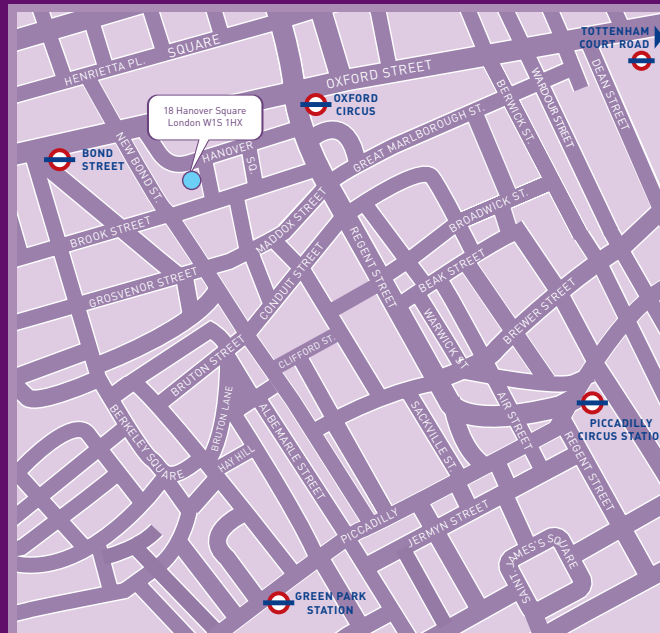 TOTTENHAM
COURT ROAD
HENRIETTA PL.
SQUARE
OXFORD STREET
18 Hanover Square
London W1S 1HX
OXFORD
CIRCUS
BERWICK ST.
WARDOUR STREET
DEAN STREET
BOND
STREET
NEW BOND ST.
HANOVER
SQ.
GREAT MARLBOROUGH ST.
BROOK STREET
MADDOX STREET
BROADWICK ST.
GROSVENOR STREET
CONDUIT STREET
REGENT STREET
BEAK STREET
BREWER STREET
WARWICK ST.
CLIFFORD ST.
BRUTON STREET
BRUTON LANE
BERKELEY SQUARE
ALBEMARLE STREET
HAY HILL
SACKVILLE ST.
AIR STREET
PICCADILLY
CIRCUS STATIO
REGENT STREET
PICCADILLY
JERMYN STREET
SAINT JAMES'S SQUARE
GREEN PARK
STATION